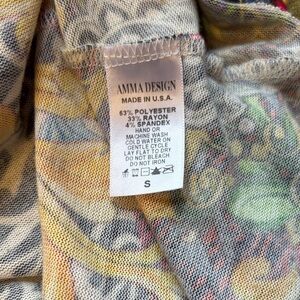 AMMA DESIGN
MADE IN U.S.A.
63% POLYESTER
33% RAYON
4% SPANDEX
HAND OR
MACHINE WASH
COLD WATER ON
GENTLE CYCLE
LAY FLAT TO DRY
DO NOT BLEACH
DO NOT IRON
S